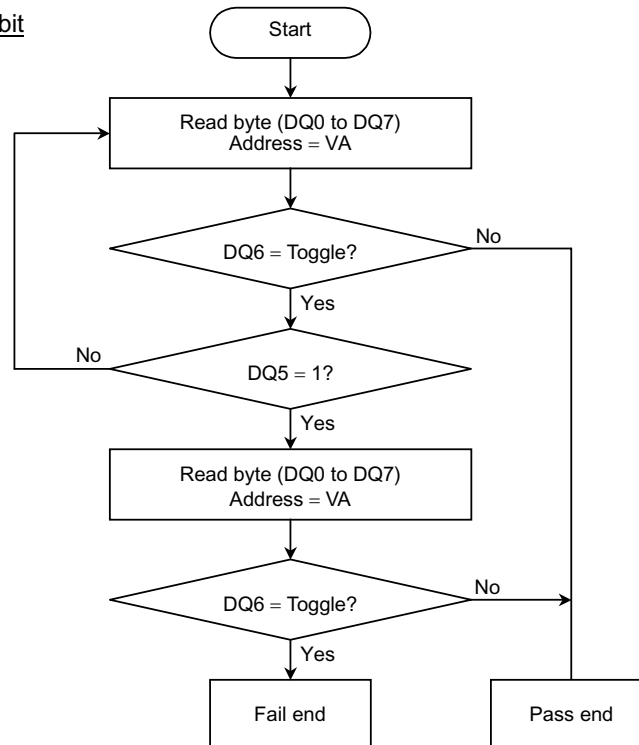 bit
Start
Read byte (DQ0 to DQ7)
Address = VA
DQ6 = Toggle?
No
Yes
No
DQ5 = 1?
Yes
Read byte (DQ0 to DQ7)
Address = VA
DQ6 = Toggle?
No
Yes
Fail end
Pass end